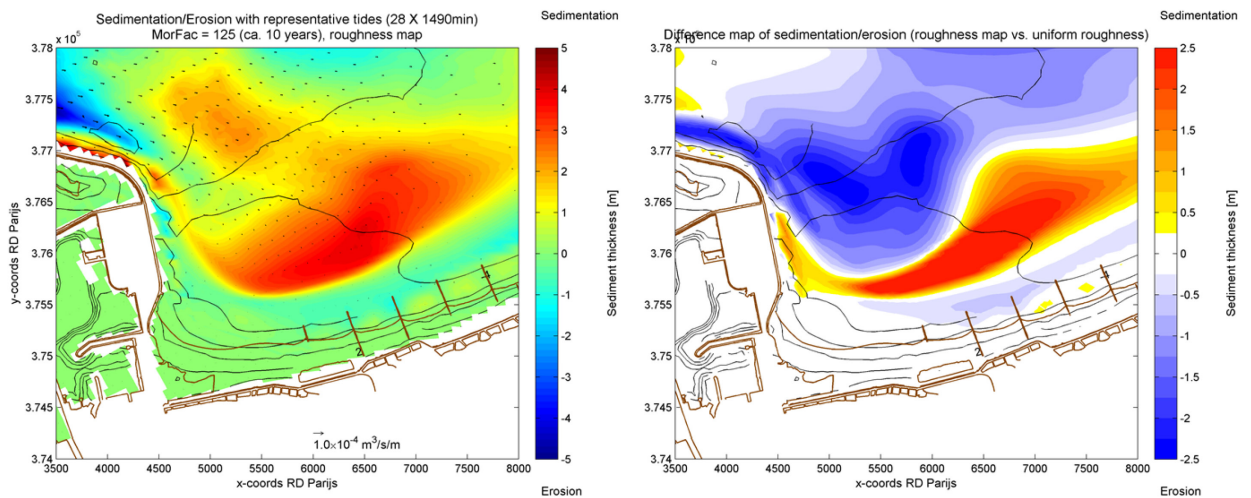 Sedimentation/Erosion with representative tides (28 X 1490min)
MorFac = 125 (ca. 10 years), roughness map
Sedimentation
x 10^5
3.78
3.775
3.77
3.765
3.76
3.755
3.75
3.745
3.74
y-coords RD Parijs
3500 4000 4500 5000 5500 6000 6500 7000 7500 8000
x-coords RD Parijs
1.0×10^-4 m^3/s/m
2
5
4
3
2
1
0
-1
-2
-3
-4
-5
Sediment thickness [m]
Erosion
Sedimentation
Difference map of sedimentation/erosion (roughness map vs. uniform roughness)
3.78
3.775
3.77
3.765
3.76
3.755
3.75
3.745
3.74
3500 4000 4500 5000 5500 6000 6500 7000 7500 8000
x-coords RD Parijs
2
2.5
2
1.5
1
0.5
0
-0.5
-1
-1.5
-2
-2.5
Sediment thickness [m]
Erosion